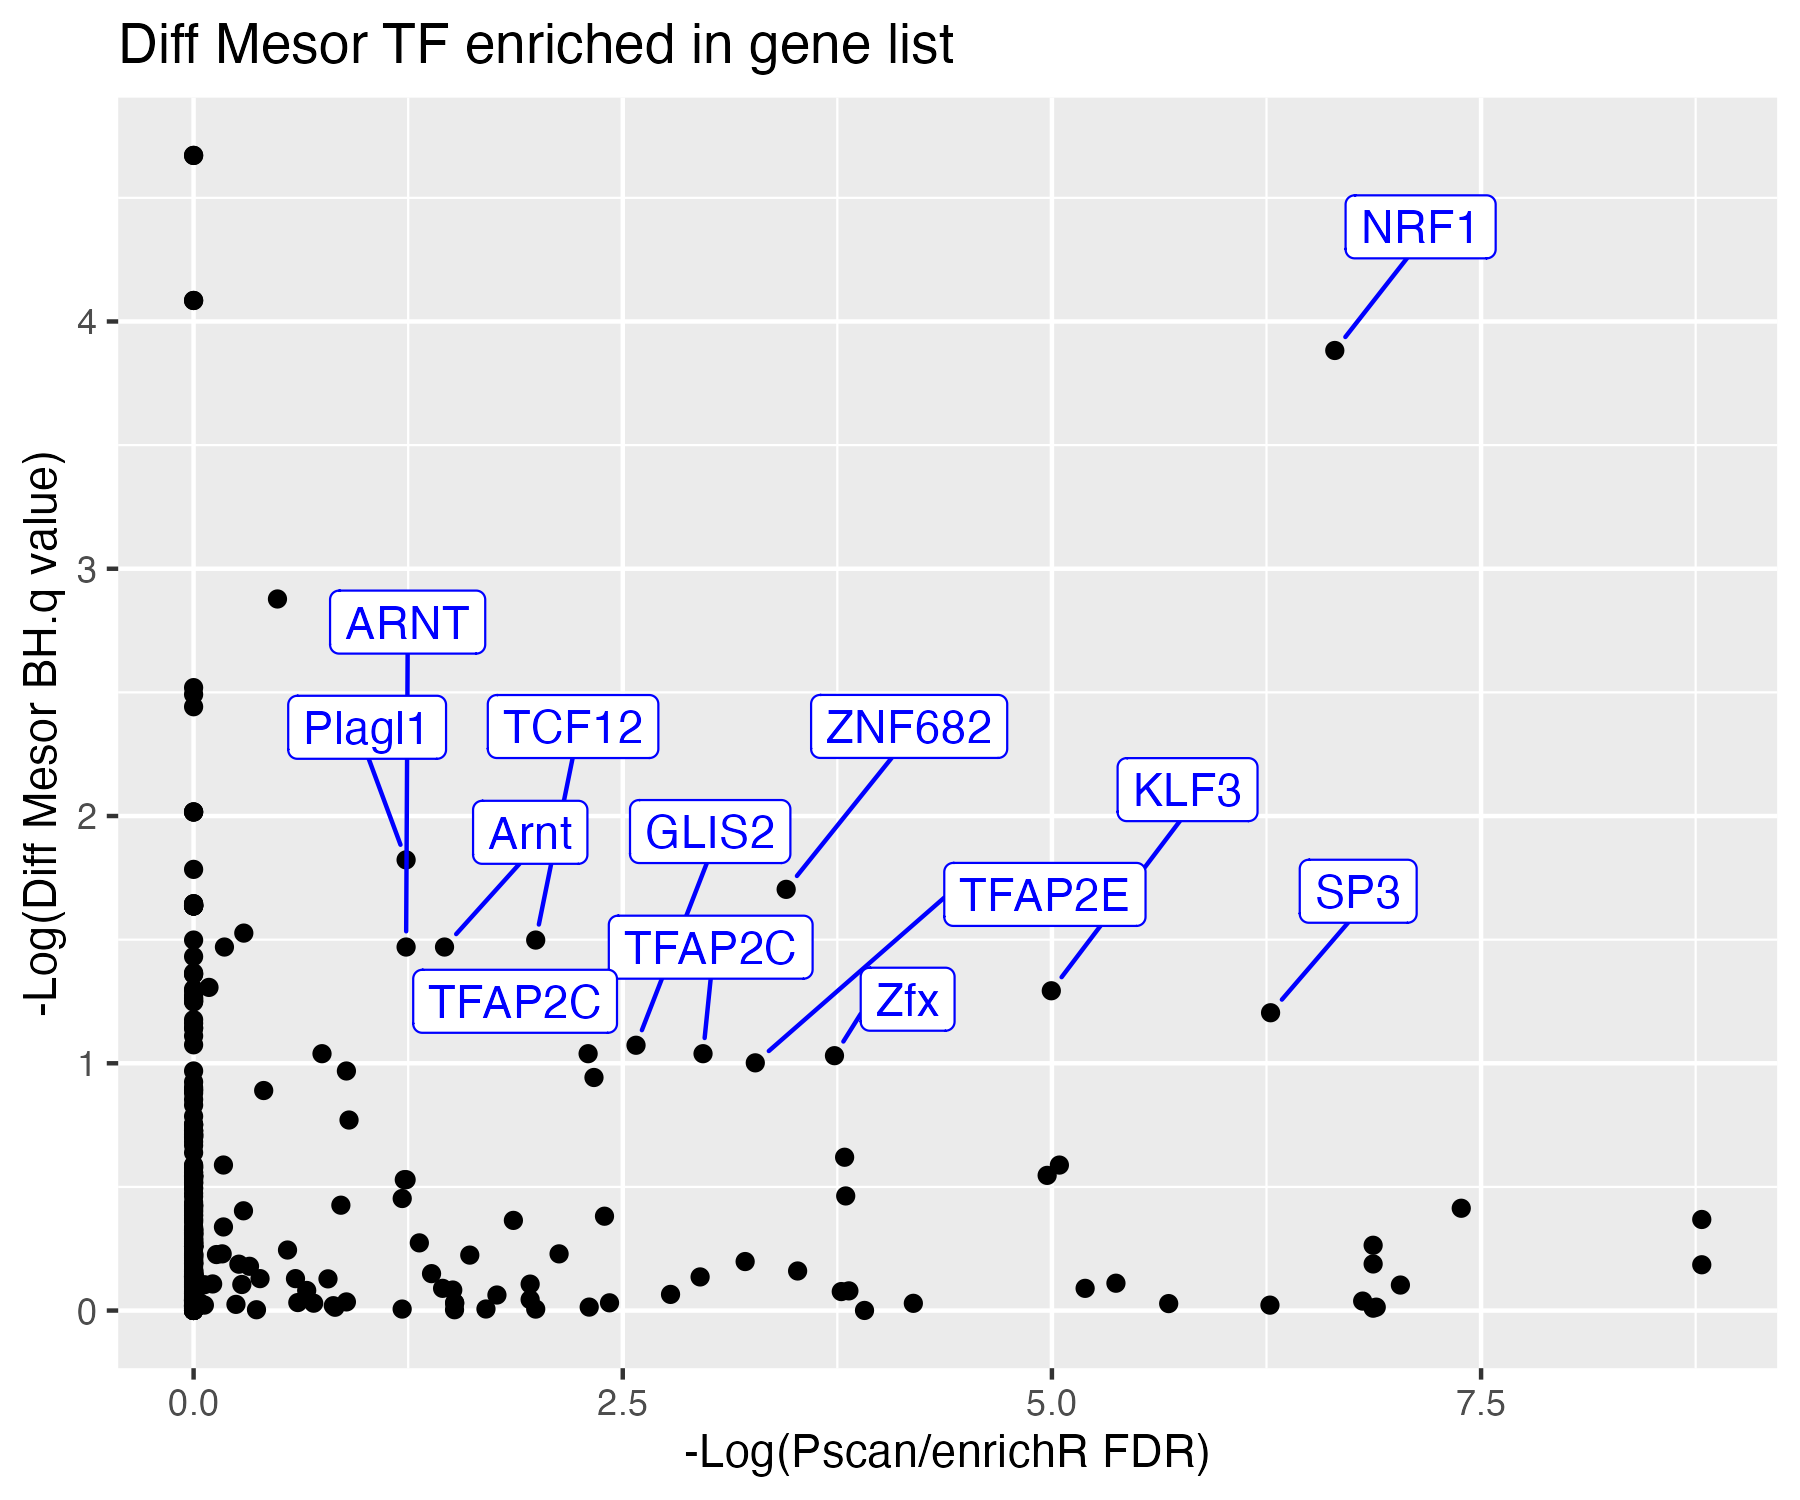 Diff Mesor TF enriched in gene list
-Log(Diff Mesor BH.q value)
4
3
2
1
0
NRF1
ARNT
Plagl1
TCF12
ZNF682
KLF3
Arnt
GLIS2
TFAP2E
SP3
TFAP2C
TFAP2C
Zfx
0.0
2.5
5.0
7.5
-Log(Pscan/enrichR FDR)